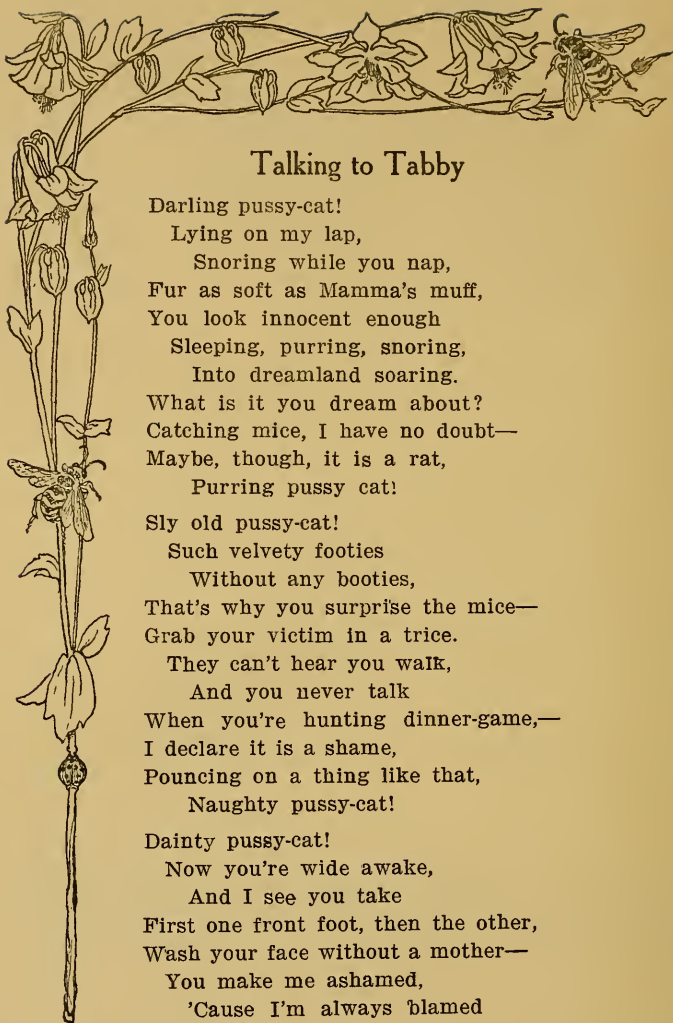 Talking to Tabby
Darling pussy-cat!
Lying on my lap,
Snoring while you nap,
Fur as soft as Mamma's muff,
You look innocent enough
Sleeping, purring, snoring,
Into dreamland soaring.
What is it you dream about?
Catching mice, I have no doubt—
Maybe, though, it is a rat,
Purring pussy cat!
Sly old pussy-cat!
Such velvety footies
Without any booties,
That's why you surprise the mice—
Grab your victim in a trice.
They can't hear you walk,
And you never talk
When you're hunting dinner-game,—
I declare it is a shame,
Pouncing on a thing like that,
Naughty pussy-cat!
Dainty pussy-cat!
Now you're wide awake,
And I see you take
First one front foot, then the other,
Wash your face without a mother—
You make me ashamed,
'Cause I'm always blamed